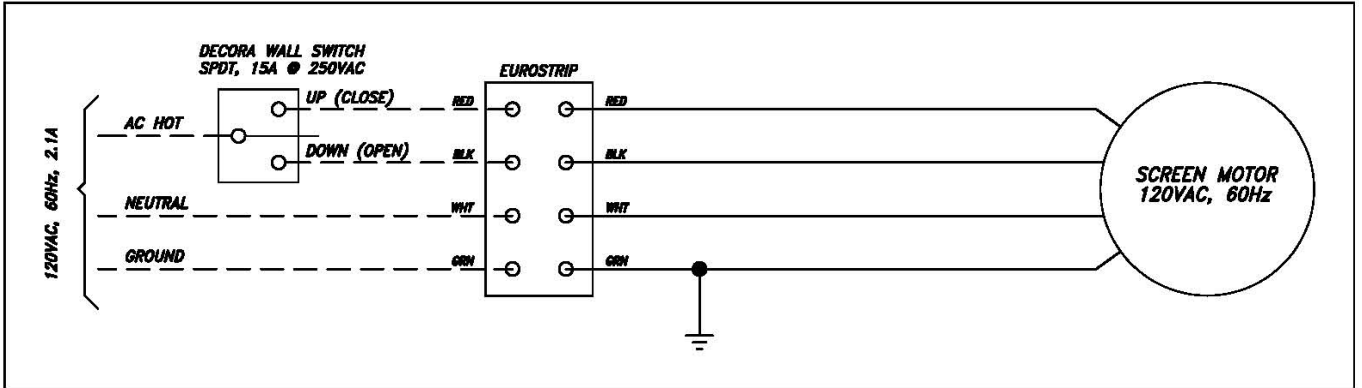 DECORA WALL SWITCH
SPDT, 15A @ 250VAC
EUROSTRIP
UP (CLOSE)
RED
RED
AC HOT
DOWN (OPEN)
BLK
BLK
120VAC, 60Hz, 2.1A
SCREEN MOTOR
120VAC, 60Hz
NEUTRAL
WHT
WHT
GROUND
GRN
GRN